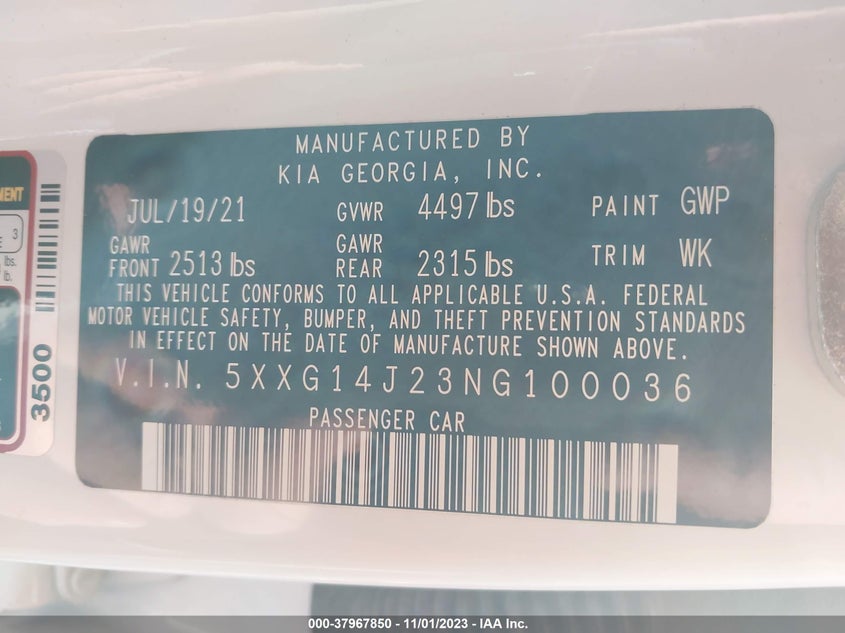 MANUFACTURED BY
KIA GEORGIA, INC.
JUL/19/21 GVWR 4497 lbs PAINT GWP
GAWR FRONT 2513 lbs GAWR REAR 2315 lbs TRIM WK
THIS VEHICLE CONFORMS TO ALL APPLICABLE U.S.A. FEDERAL
MOTOR VEHICLE SAFETY, BUMPER, AND THEFT PREVENTION STANDARDS
IN EFFECT ON THE DATE OF MANUFACTURE SHOWN ABOVE.
V.I.N. 5XXG14J23NG100036
PASSENGER CAR
3
lbs.
lb.
3500
000-37967850 // 11/01/2023 - IAA Inc.